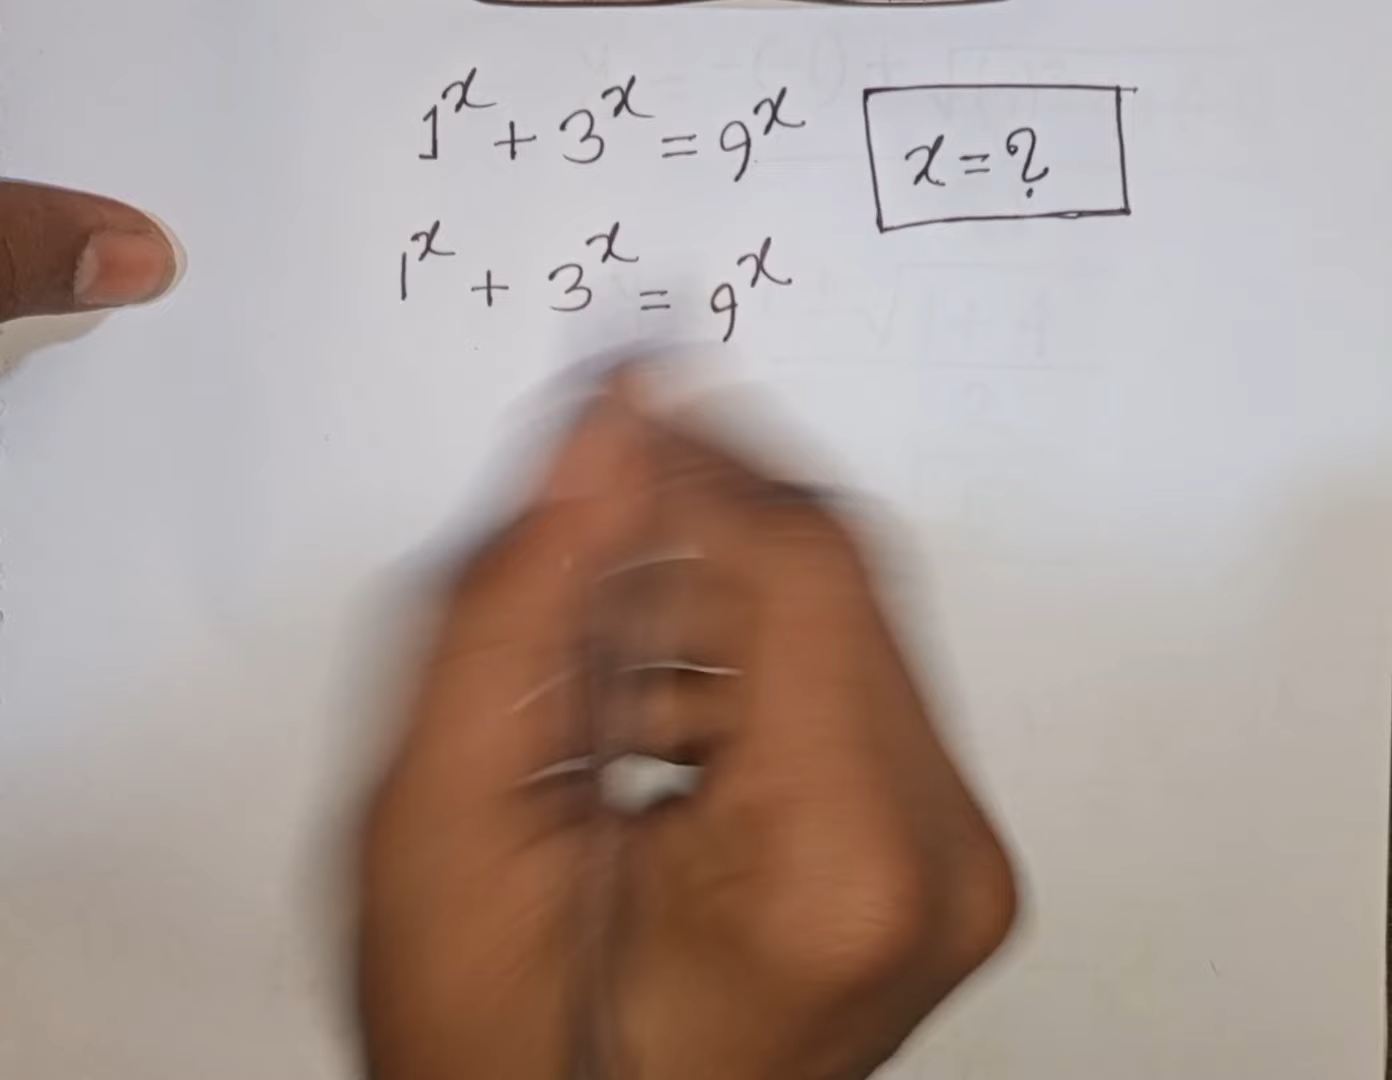 1^x + 3^x = 9^x x = ?
1^x + 3^x = 9^x